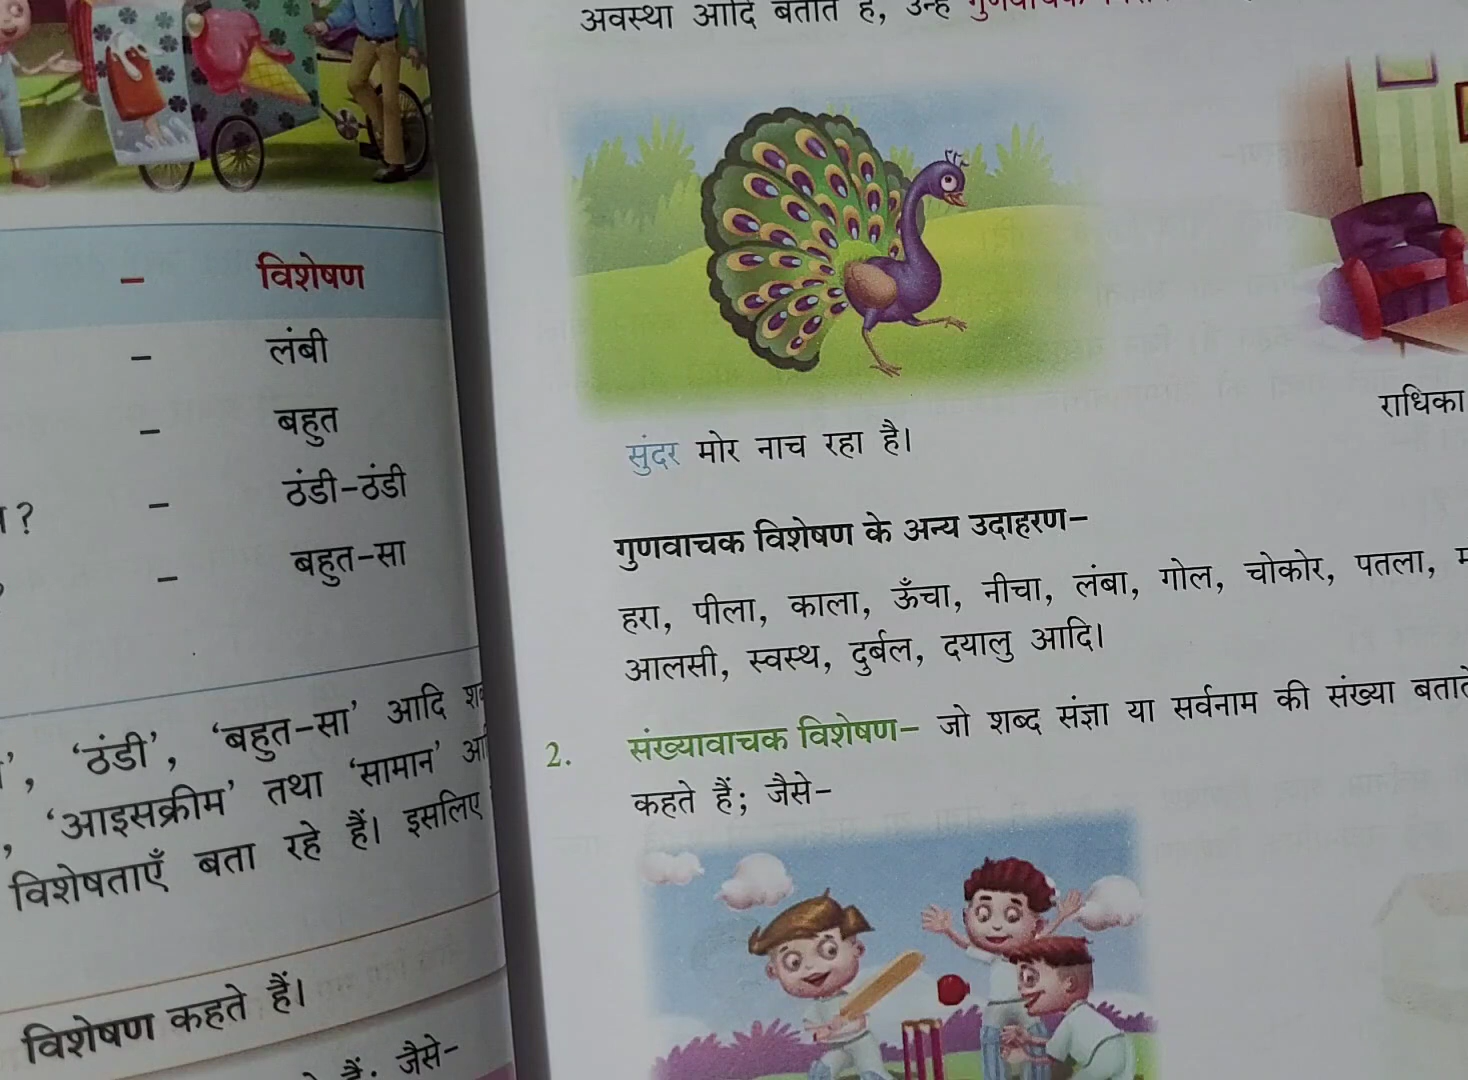 – विशेषण
– लंबी
– बहुत
? – ठंडी-ठंडी
– बहुत-सा
, 'ठंडी', 'बहुत-सा' आदि
, 'आइसक्रीम' तथा 'सामान'
विशेषताएँ बता रहे हैं। इसलिए
विशेषण कहते हैं।
जैसे-
अवस्था आदि बताते हैं, उन्हें
सुंदर मोर नाच रहा है।
राधिका
गुणवाचक विशेषण के अन्य उदाहरण-
हरा, पीला, काला, ऊँचा, नीचा, लंबा, गोल, चोकोर, पतला,
आलसी, स्वस्थ, दुर्बल, दयालु आदि।
2. संख्यावाचक विशेषण- जो शब्द संज्ञा या सर्वनाम की संख्या
कहते हैं; जैसे-